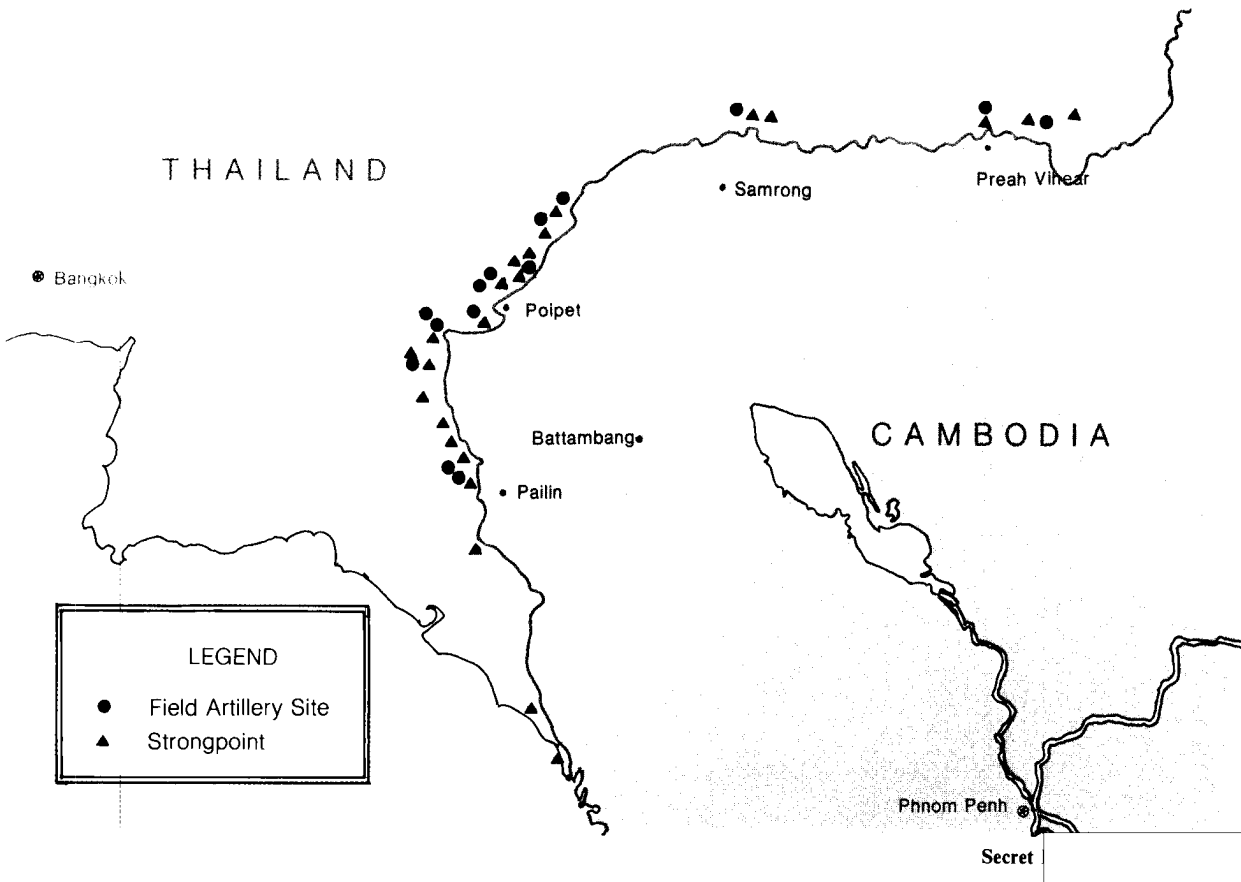 THAILAND
Samrong
Preah Vihear
Bangkok
Poipet
Battambang
CAMBODIA
Pailin
LEGEND
Field Artillery Site
Strongpoint
Phnom Penh
Secret